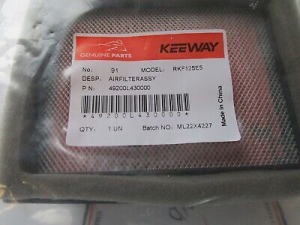 GENUINE PARTS
KEEWAY
No: 91 MODEL: RKF125E5
DESP. AIRFILTERASSY
P/N: 49200L430000
*49200L430000*
QTY: 1 UN Batch NO.: ML22X4227
Made in China